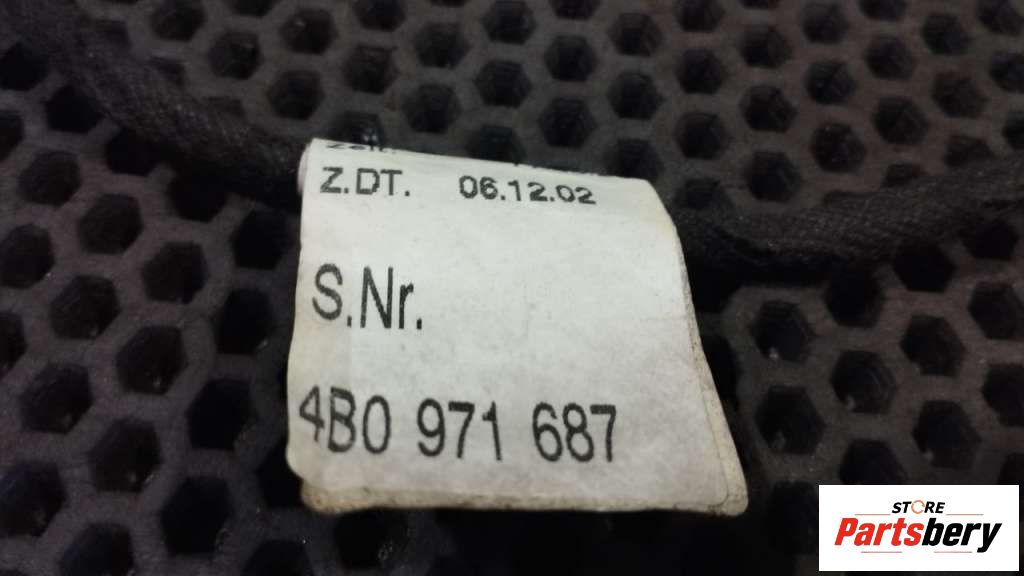 Z.DT. 06.12.02
S.Nr.
4B0 971 687
STORE
Partsbery